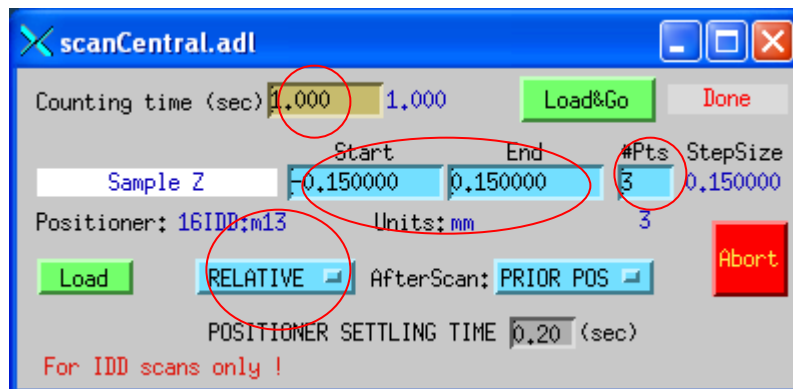 scanCentral.adl
Counting time (sec) 1.000 1.000 Load&Go Done
Start End #Pts StepSize
Sample Z -0.150000 0.150000 3 0.150000
Positioner: 16IDD:m13 Units: mm 3
Abort
Load RELATIVE AfterScan: PRIOR POS
POSITIONER SETTLING TIME 0.20 (sec)
For IDD scans only !